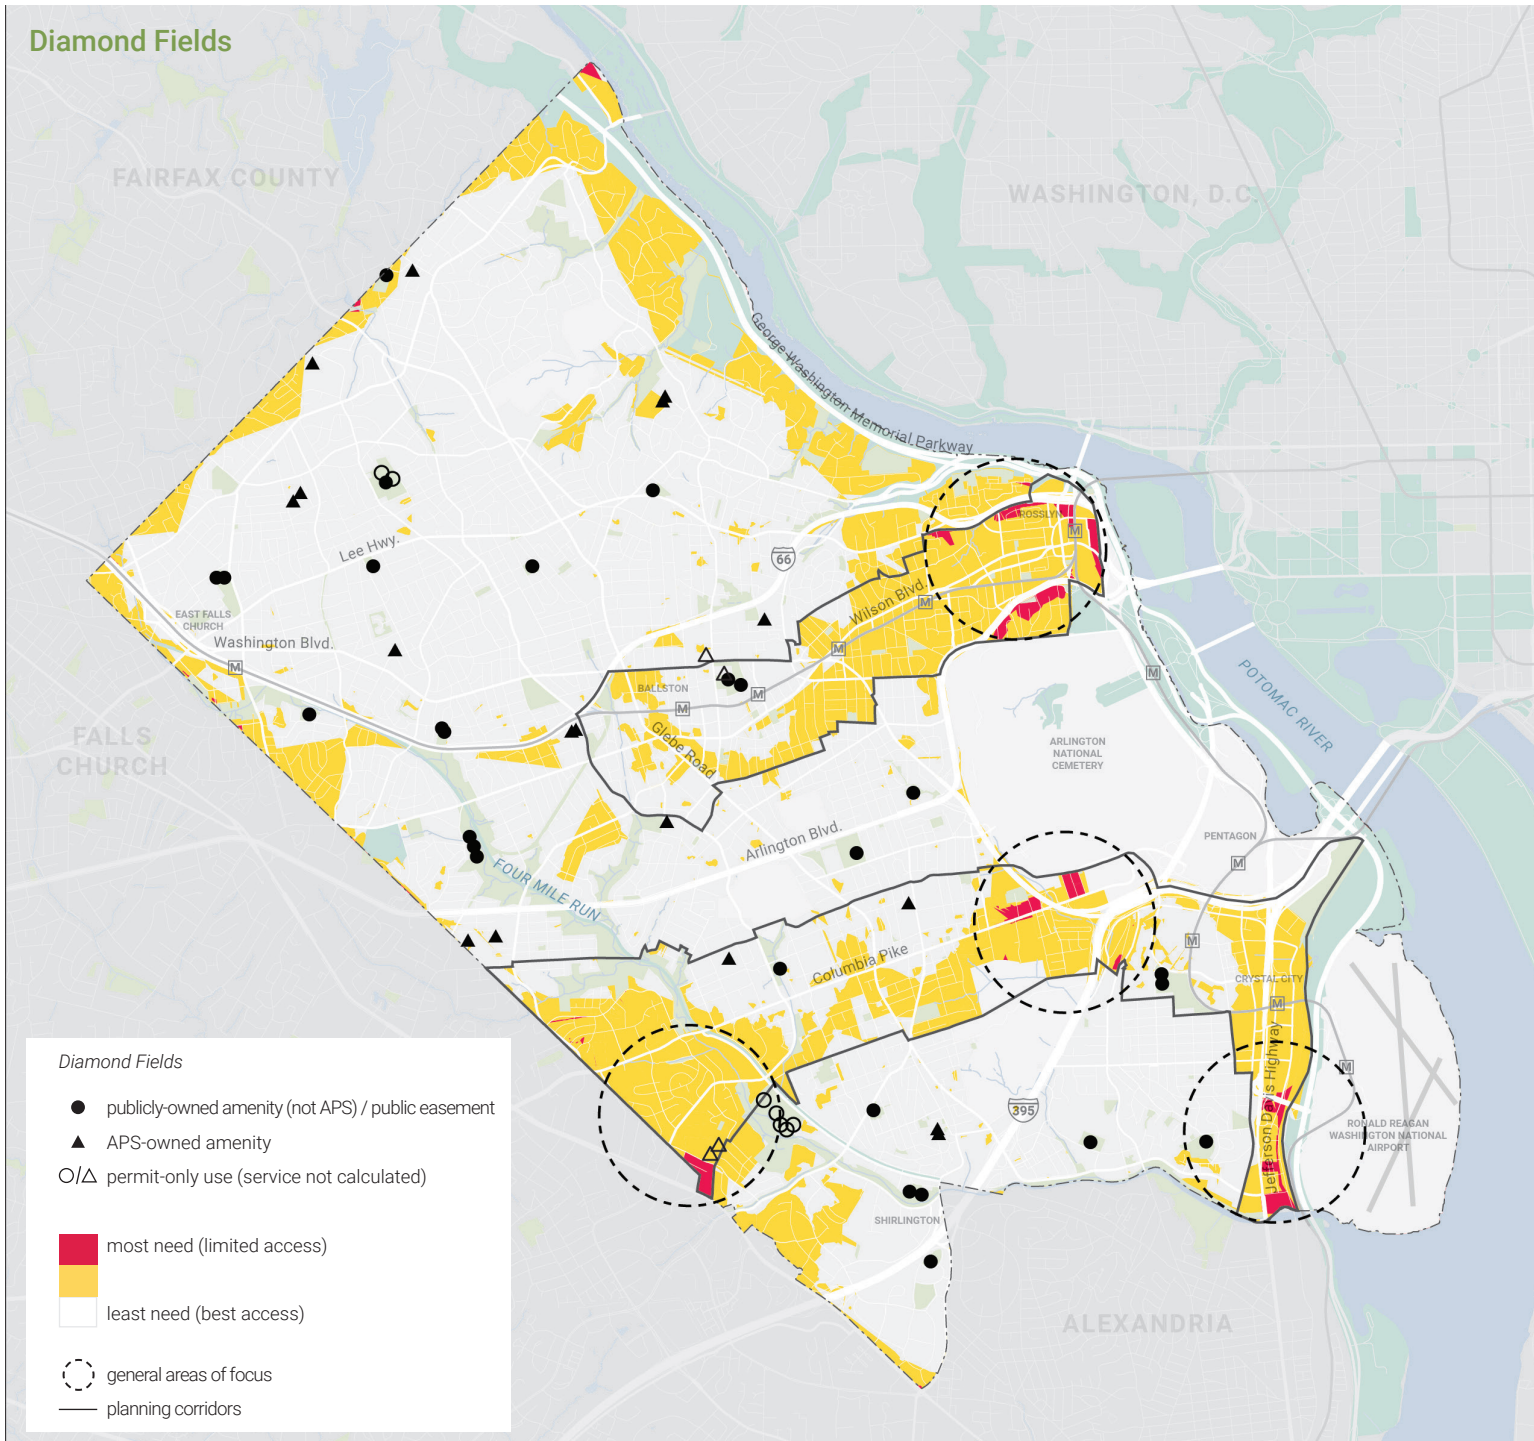 Diamond Fields
FAIRFAX COUNTY
WASHINGTON, D.C.
George Washington Memorial Parkway
ROSSLYN
M
Lee Hwy.
66
Wilson Blvd.
M
EAST FALLS
CHURCH
Washington Blvd.
M
M
BALLSTON
M
M
M
Glebe Road
POTOMAC RIVER
FALLS
CHURCH
ARLINGTON
NATIONAL
CEMETERY
Arlington Blvd.
PENTAGON
M
FOUR MILE RUN
Columbia Pike
M
CRYSTAL CITY
M
Jefferson Davis Highway
M
395
RONALD REAGAN
WASHINGTON NATIONAL
AIRPORT
SHIRLINGTON
ALEXANDRIA
Diamond Fields
publicly-owned amenity (not APS) / public easement
APS-owned amenity
permit-only use (service not calculated)
most need (limited access)
least need (best access)
general areas of focus
planning corridors